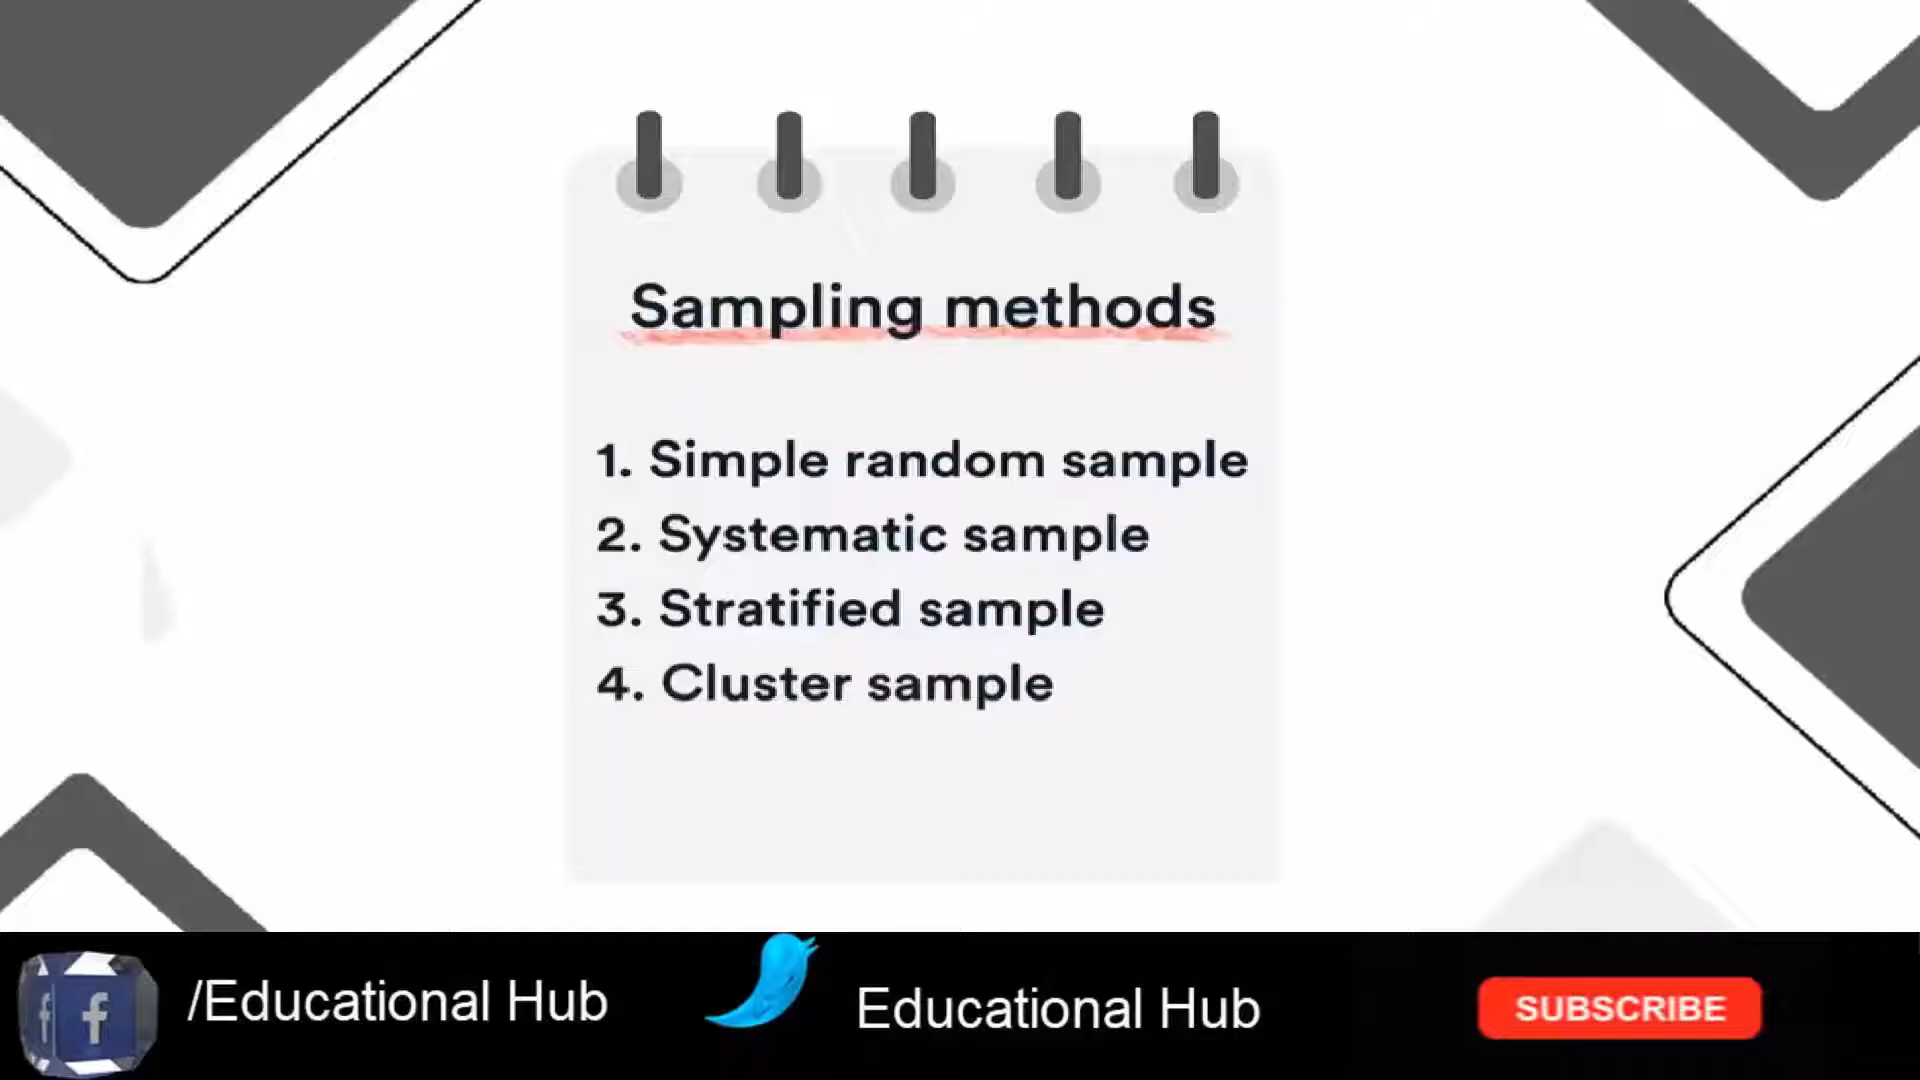 Sampling methods
1. Simple random sample
2. Systematic sample
3. Stratified sample
4. Cluster sample
/Educational Hub
Educational Hub
SUBSCRIBE